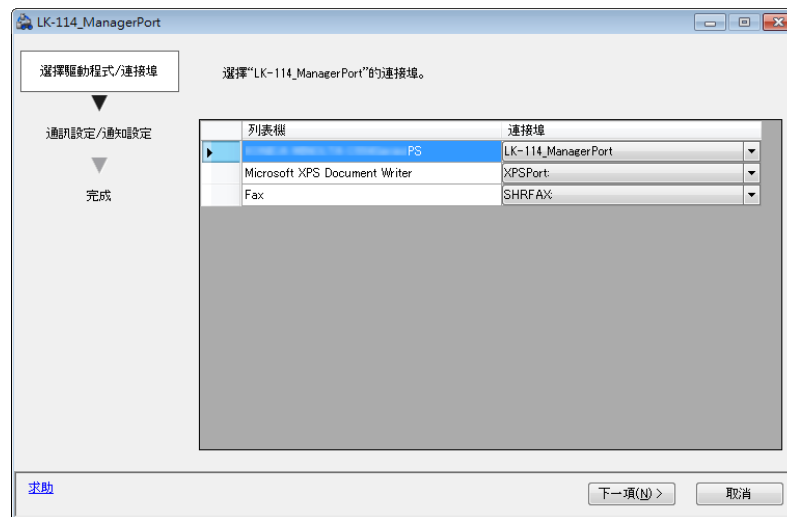 LK-114_ManagerPort
選擇驅動程式/連接埠
選擇“LK-114_ManagerPort”的連接埠。
通訊設定/通知設定
完成
列表機 連接埠
PS LK-114_ManagerPort
Microsoft XPS Document Writer XPSPort:
Fax SHRFAX:
求助
下一項(N) >
取消